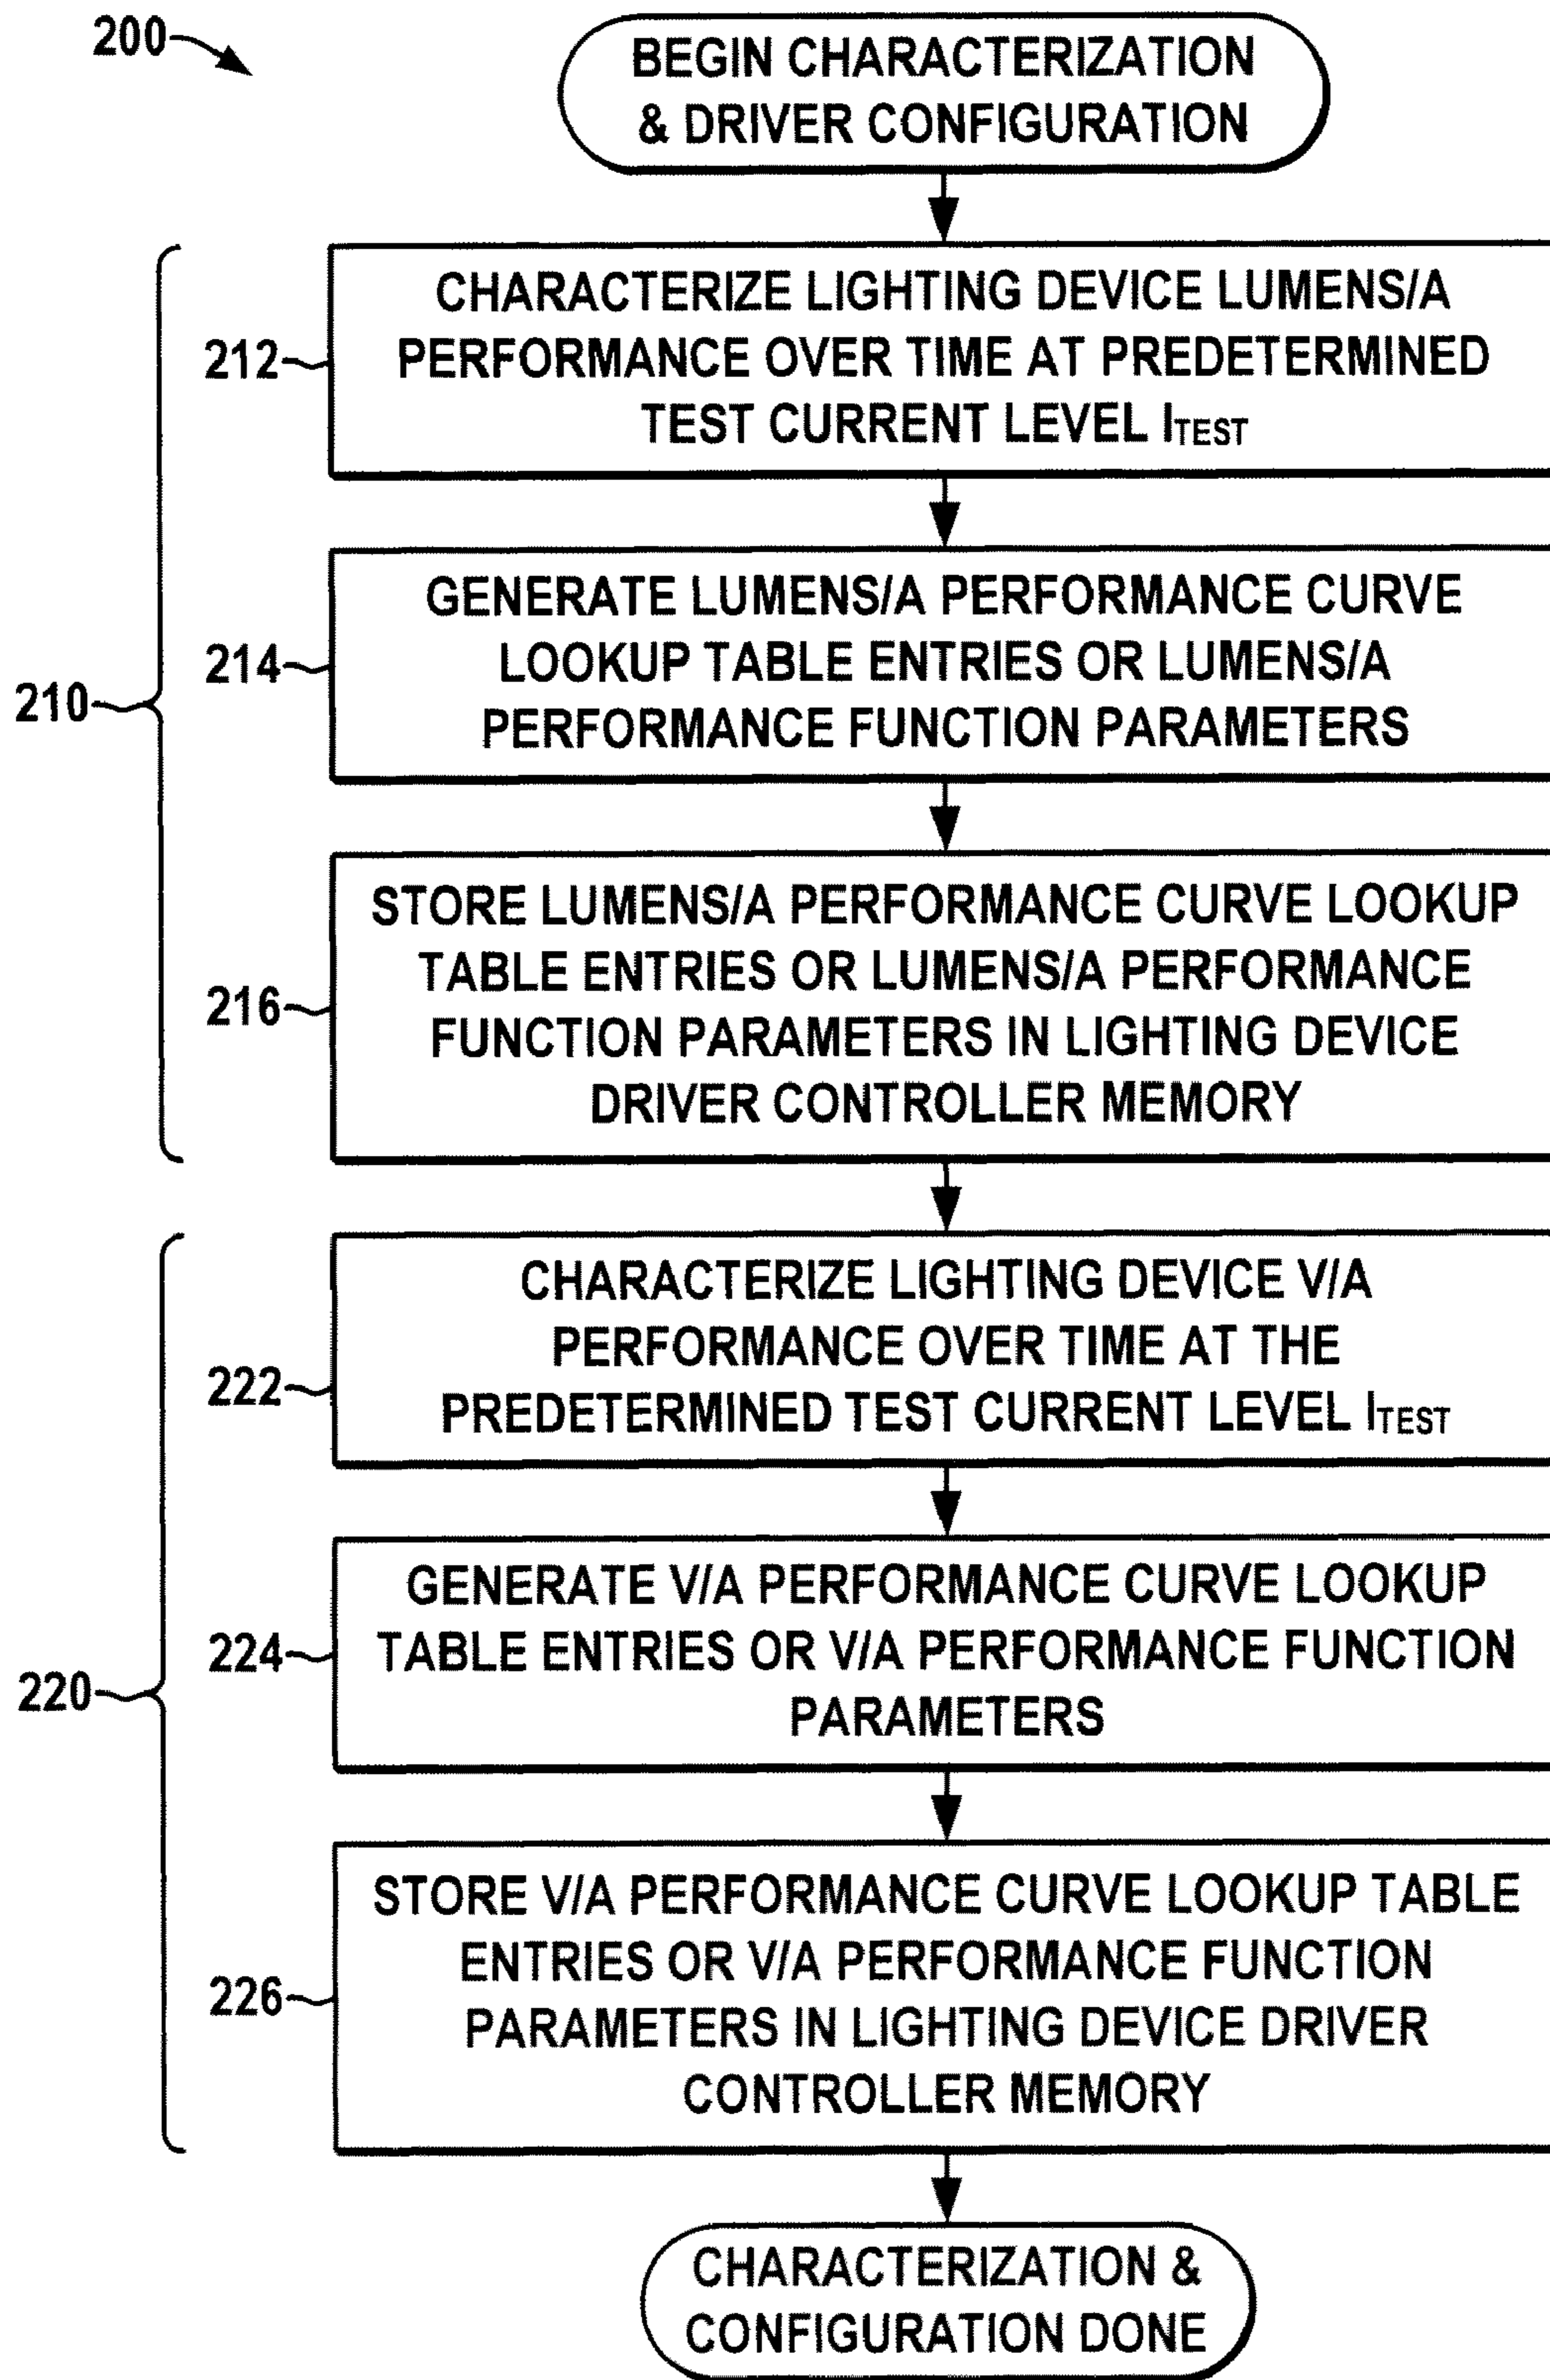 200
BEGIN CHARACTERIZATION
& DRIVER CONFIGURATION
210
212
CHARACTERIZE LIGHTING DEVICE LUMENS/A
PERFORMANCE OVER TIME AT PREDETERMINED
TEST CURRENT LEVEL ITEST
214
GENERATE LUMENS/A PERFORMANCE CURVE
LOOKUP TABLE ENTRIES OR LUMENS/A
PERFORMANCE FUNCTION PARAMETERS
216
STORE LUMENS/A PERFORMANCE CURVE LOOKUP
TABLE ENTRIES OR LUMENS/A PERFORMANCE
FUNCTION PARAMETERS IN LIGHTING DEVICE
DRIVER CONTROLLER MEMORY
220
222
CHARACTERIZE LIGHTING DEVICE V/A
PERFORMANCE OVER TIME AT THE
PREDETERMINED TEST CURRENT LEVEL ITEST
224
GENERATE V/A PERFORMANCE CURVE LOOKUP
TABLE ENTRIES OR V/A PERFORMANCE FUNCTION
PARAMETERS
226
STORE V/A PERFORMANCE CURVE LOOKUP TABLE
ENTRIES OR V/A PERFORMANCE FUNCTION
PARAMETERS IN LIGHTING DEVICE DRIVER
CONTROLLER MEMORY
CHARACTERIZATION &
CONFIGURATION DONE